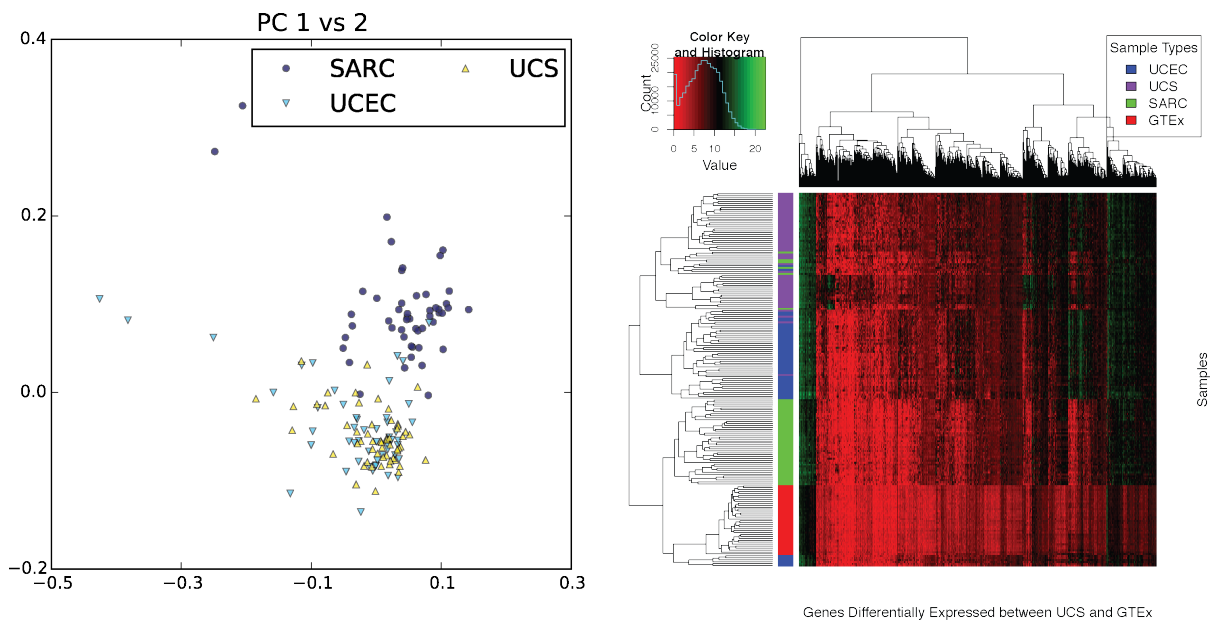 PC 1 vs 2
SARC
UCS
UCEC
0.4
0.2
0.0
−0.2
−0.5
−0.3
−0.1
0.1
0.3
Color Key
and Histogram
Count
0 10000 25000
0 5 10 20
Value
Sample Types
UCEC
UCS
SARC
GTEx
Samples
Genes Differentially Expressed between UCS and GTEx